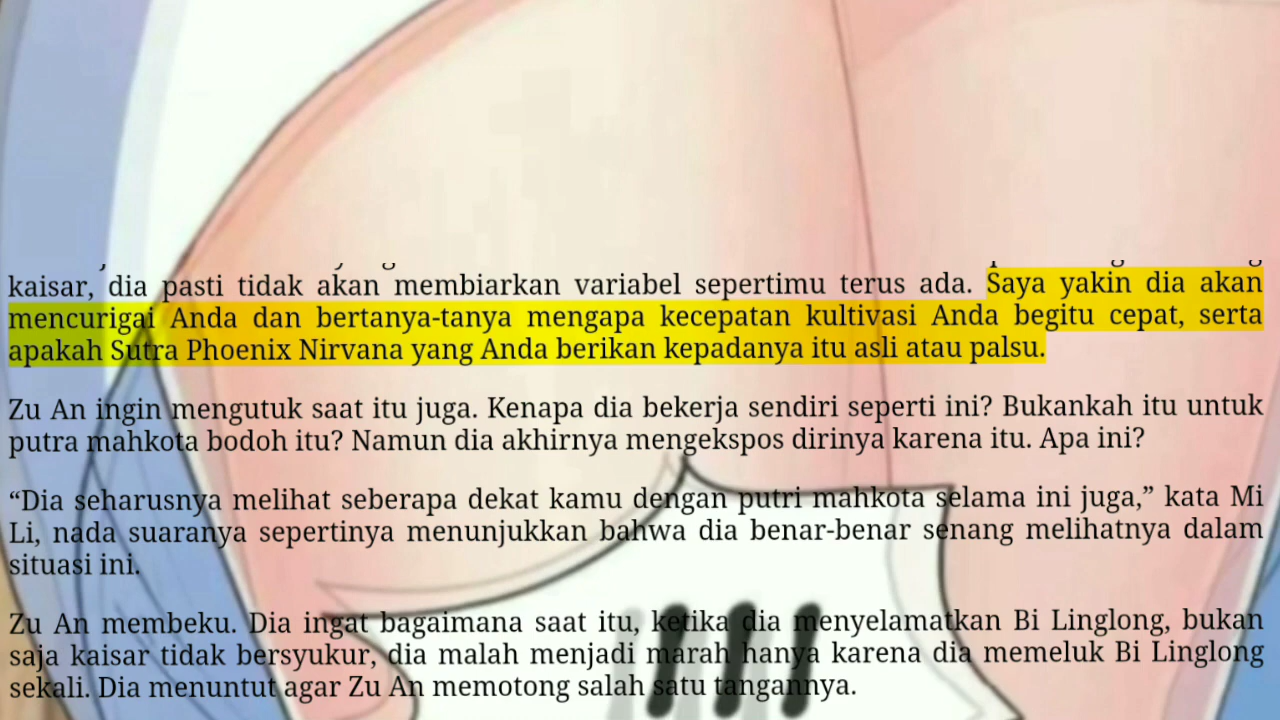 kaisar, dia pasti tidak akan membiarkan variabel sepertimu terus ada. Saya yakin dia akan
mencurigai Anda dan bertanya-tanya mengapa kecepatan kultivasi Anda begitu cepat, serta
apakah Sutra Phoenix Nirvana yang Anda berikan kepadanya itu asli atau palsu.
Zu An ingin mengutuk saat itu juga. Kenapa dia bekerja sendiri seperti ini? Bukankah itu untuk
putra mahkota bodoh itu? Namun dia akhirnya mengekspos dirinya karena itu. Apa ini?
“Dia seharusnya melihat seberapa dekat kamu dengan putri mahkota selama ini juga,” kata Mi
Li, nada suaranya sepertinya menunjukkan bahwa dia benar-benar senang melihatnya dalam
situasi ini.
Zu An membeku. Dia ingat bagaimana saat itu, ketika dia menyelamatkan Bi Linglong, bukan
saja kaisar tidak bersyukur, dia malah menjadi marah hanya karena dia memeluk Bi Linglong
sekali. Dia menuntut agar Zu An memotong salah satu tangannya.